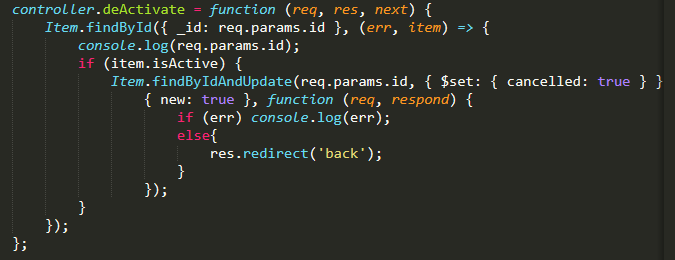 controller.deActivate = function (req, res, next) {
    Item.findById({ _id: req.params.id }, (err, item) => {
        console.log(req.params.id);
        if (item.isActive) {
            Item.findByIdAndUpdate(req.params.id, { $set: { cancelled: true } }
                { new: true }, function (req, respond) {
                    if (err) console.log(err);
                    else{
                        res.redirect('back');
                    }
                });
        }
    });
};